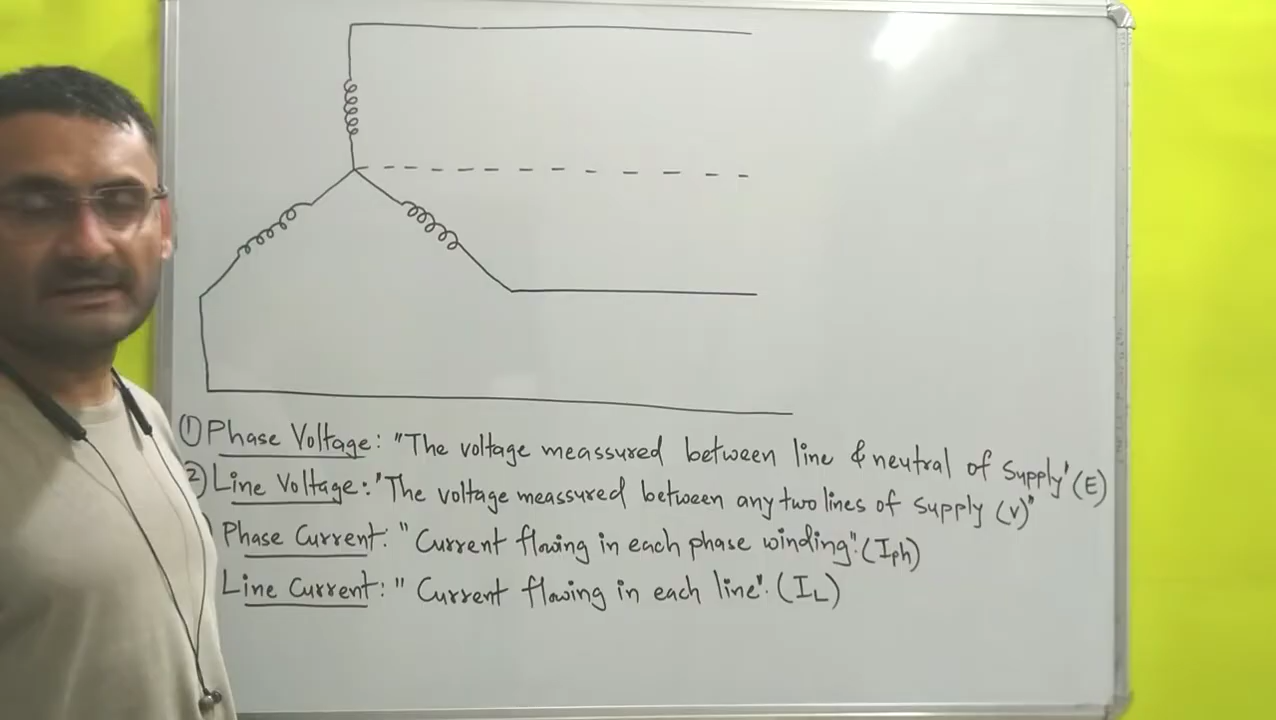 ① Phase Voltage: "The voltage meassured between line & neutral of Supply" (E)
② Line Voltage: "The voltage meassured between any two lines of supply (V)"
Phase Current: "Current flowing in each phase winding". (Iph)
Line Current: " Current flowing in each line". (IL)